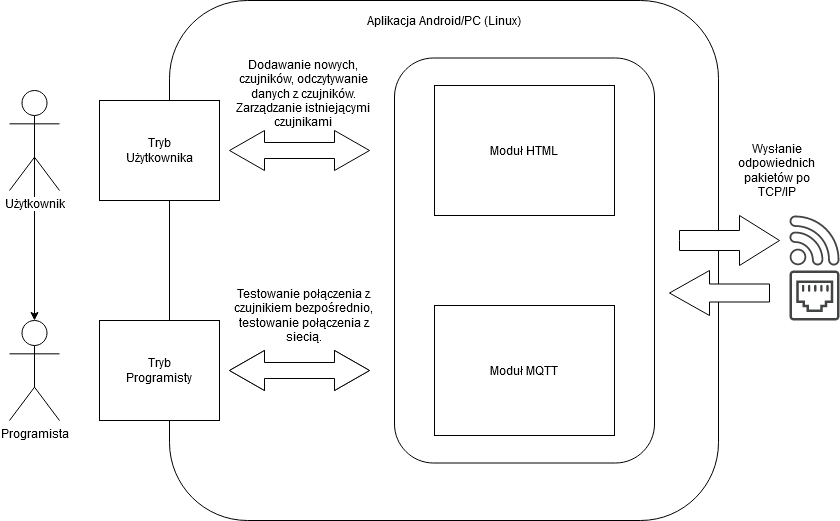 Aplikacja Android/PC (Linux)
Dodawanie nowych,
czujników, odczytywanie
danych z czujników.
Zarządzanie istniejącymi
czujnikami
Tryb
Użytkownika
Moduł HTML
Wysłanie
odpowiednich
pakietów po
TCP/IP
Użytkownik
Testowanie połączenia z
czujnikiem bezpośrednio,
testowanie połączenia z
siecią.
Tryb
Programisty
Moduł MQTT
Programista